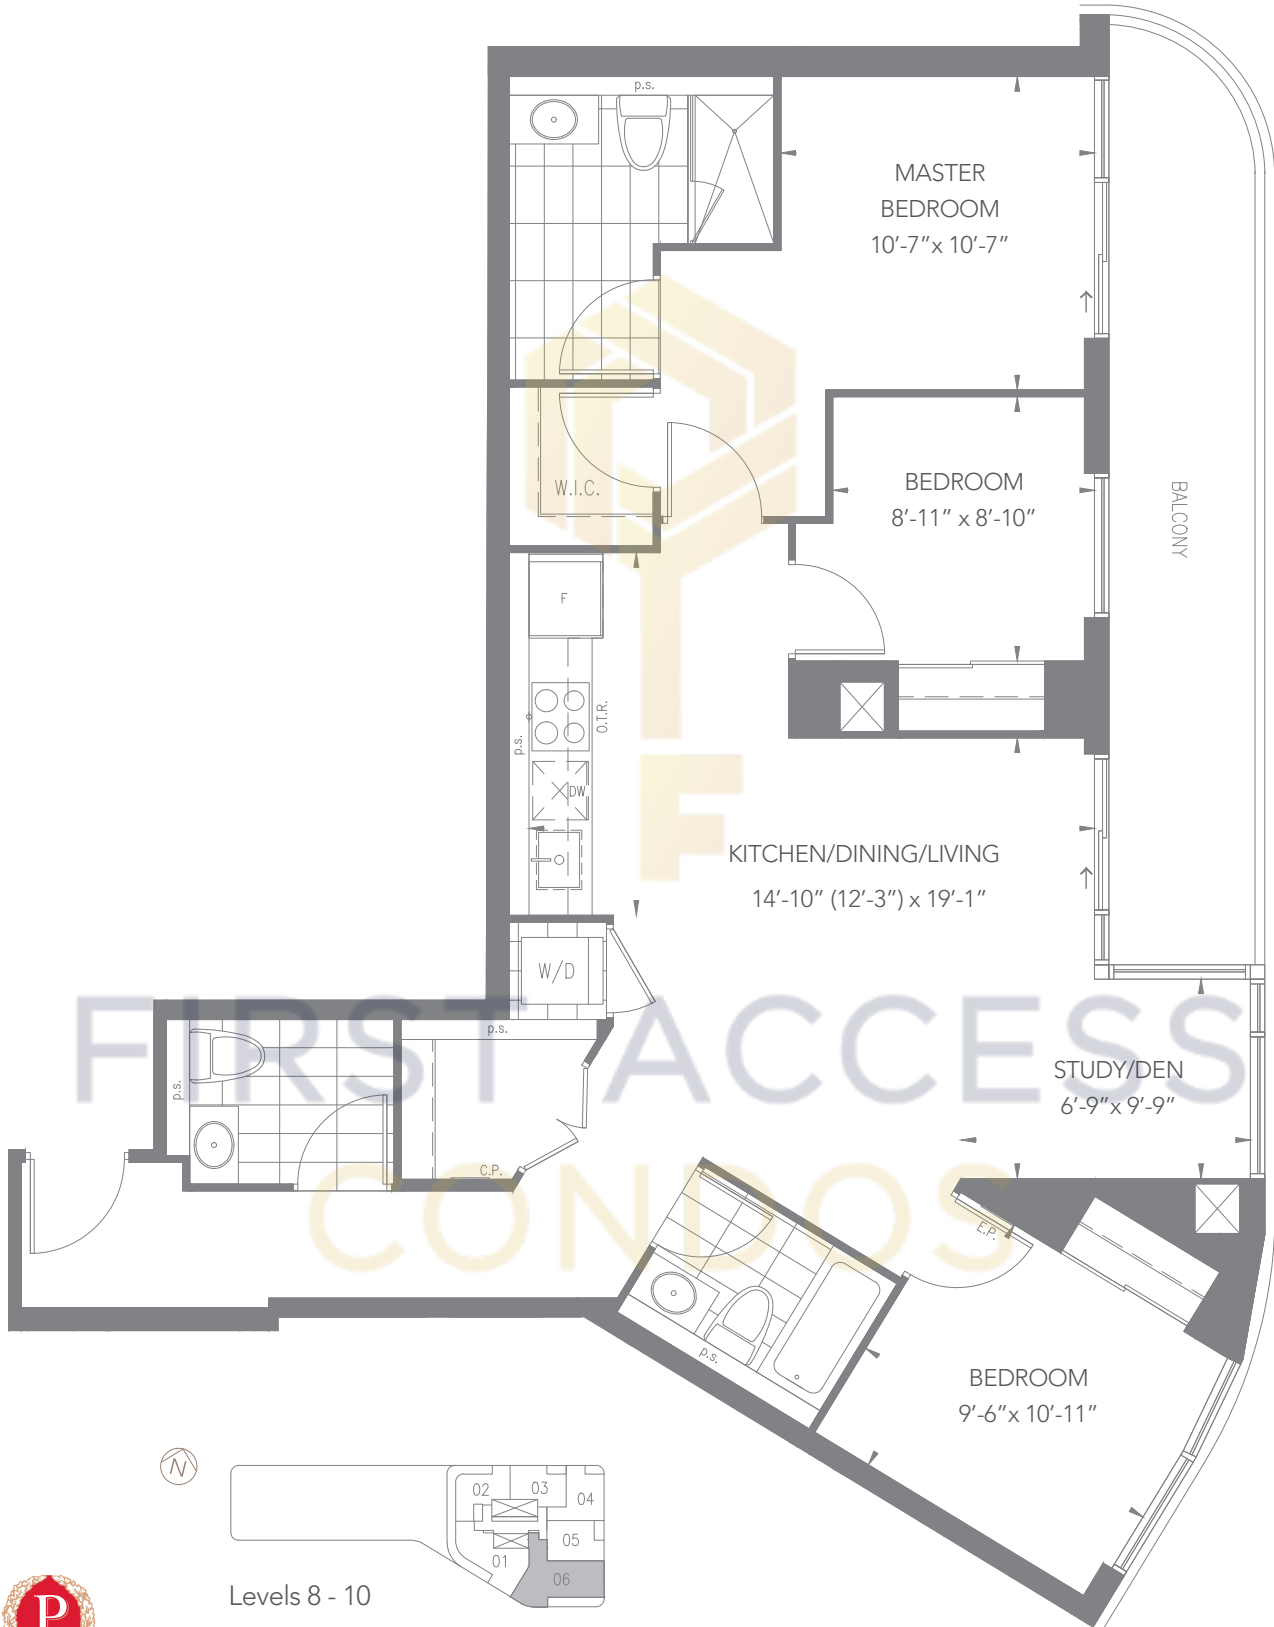 p.s.
MASTER
BEDROOM
10'-7" x 10'-7"
BEDROOM
8'-11" x 8'-10"
W.I.C.
BALCONY
F
O.T.R.
p.s.
DW
KITCHEN/DINING/LIVING
14'-10" (12'-3") x 19'-1"
W/D
FIRST ACCESS
CONDOS
p.s.
p.s.
STUDY/DEN
6'-9" x 9'-9"
C.P.
E.P.
p.s.
BEDROOM
9'-6" x 10'-11"
N
02
03
04
05
01
06
Levels 8 - 10
P